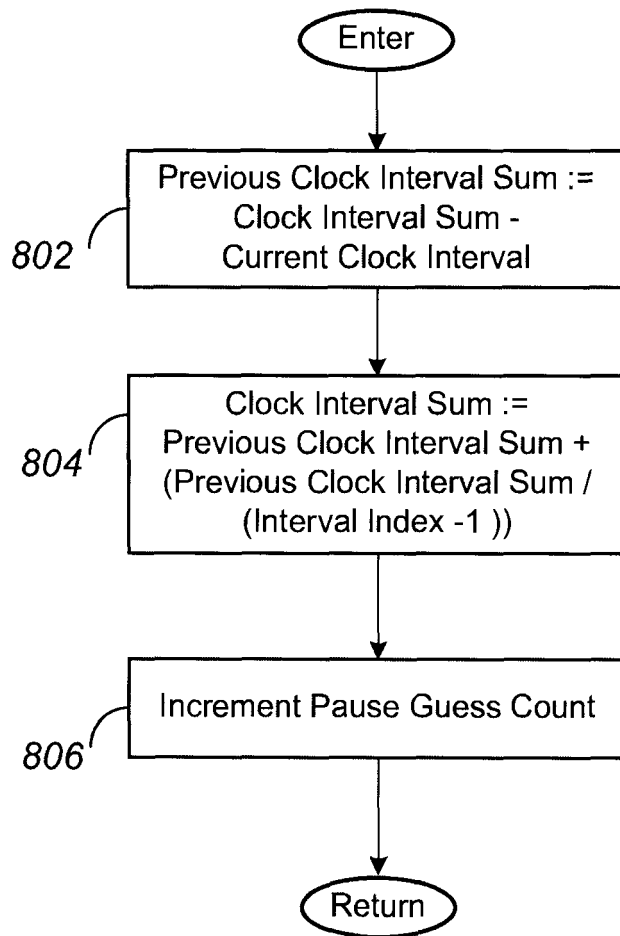 Enter
Previous Clock Interval Sum :=
Clock Interval Sum -
Current Clock Interval
802
Clock Interval Sum :=
Previous Clock Interval Sum +
(Previous Clock Interval Sum /
(Interval Index -1 ))
804
Increment Pause Guess Count
806
Return